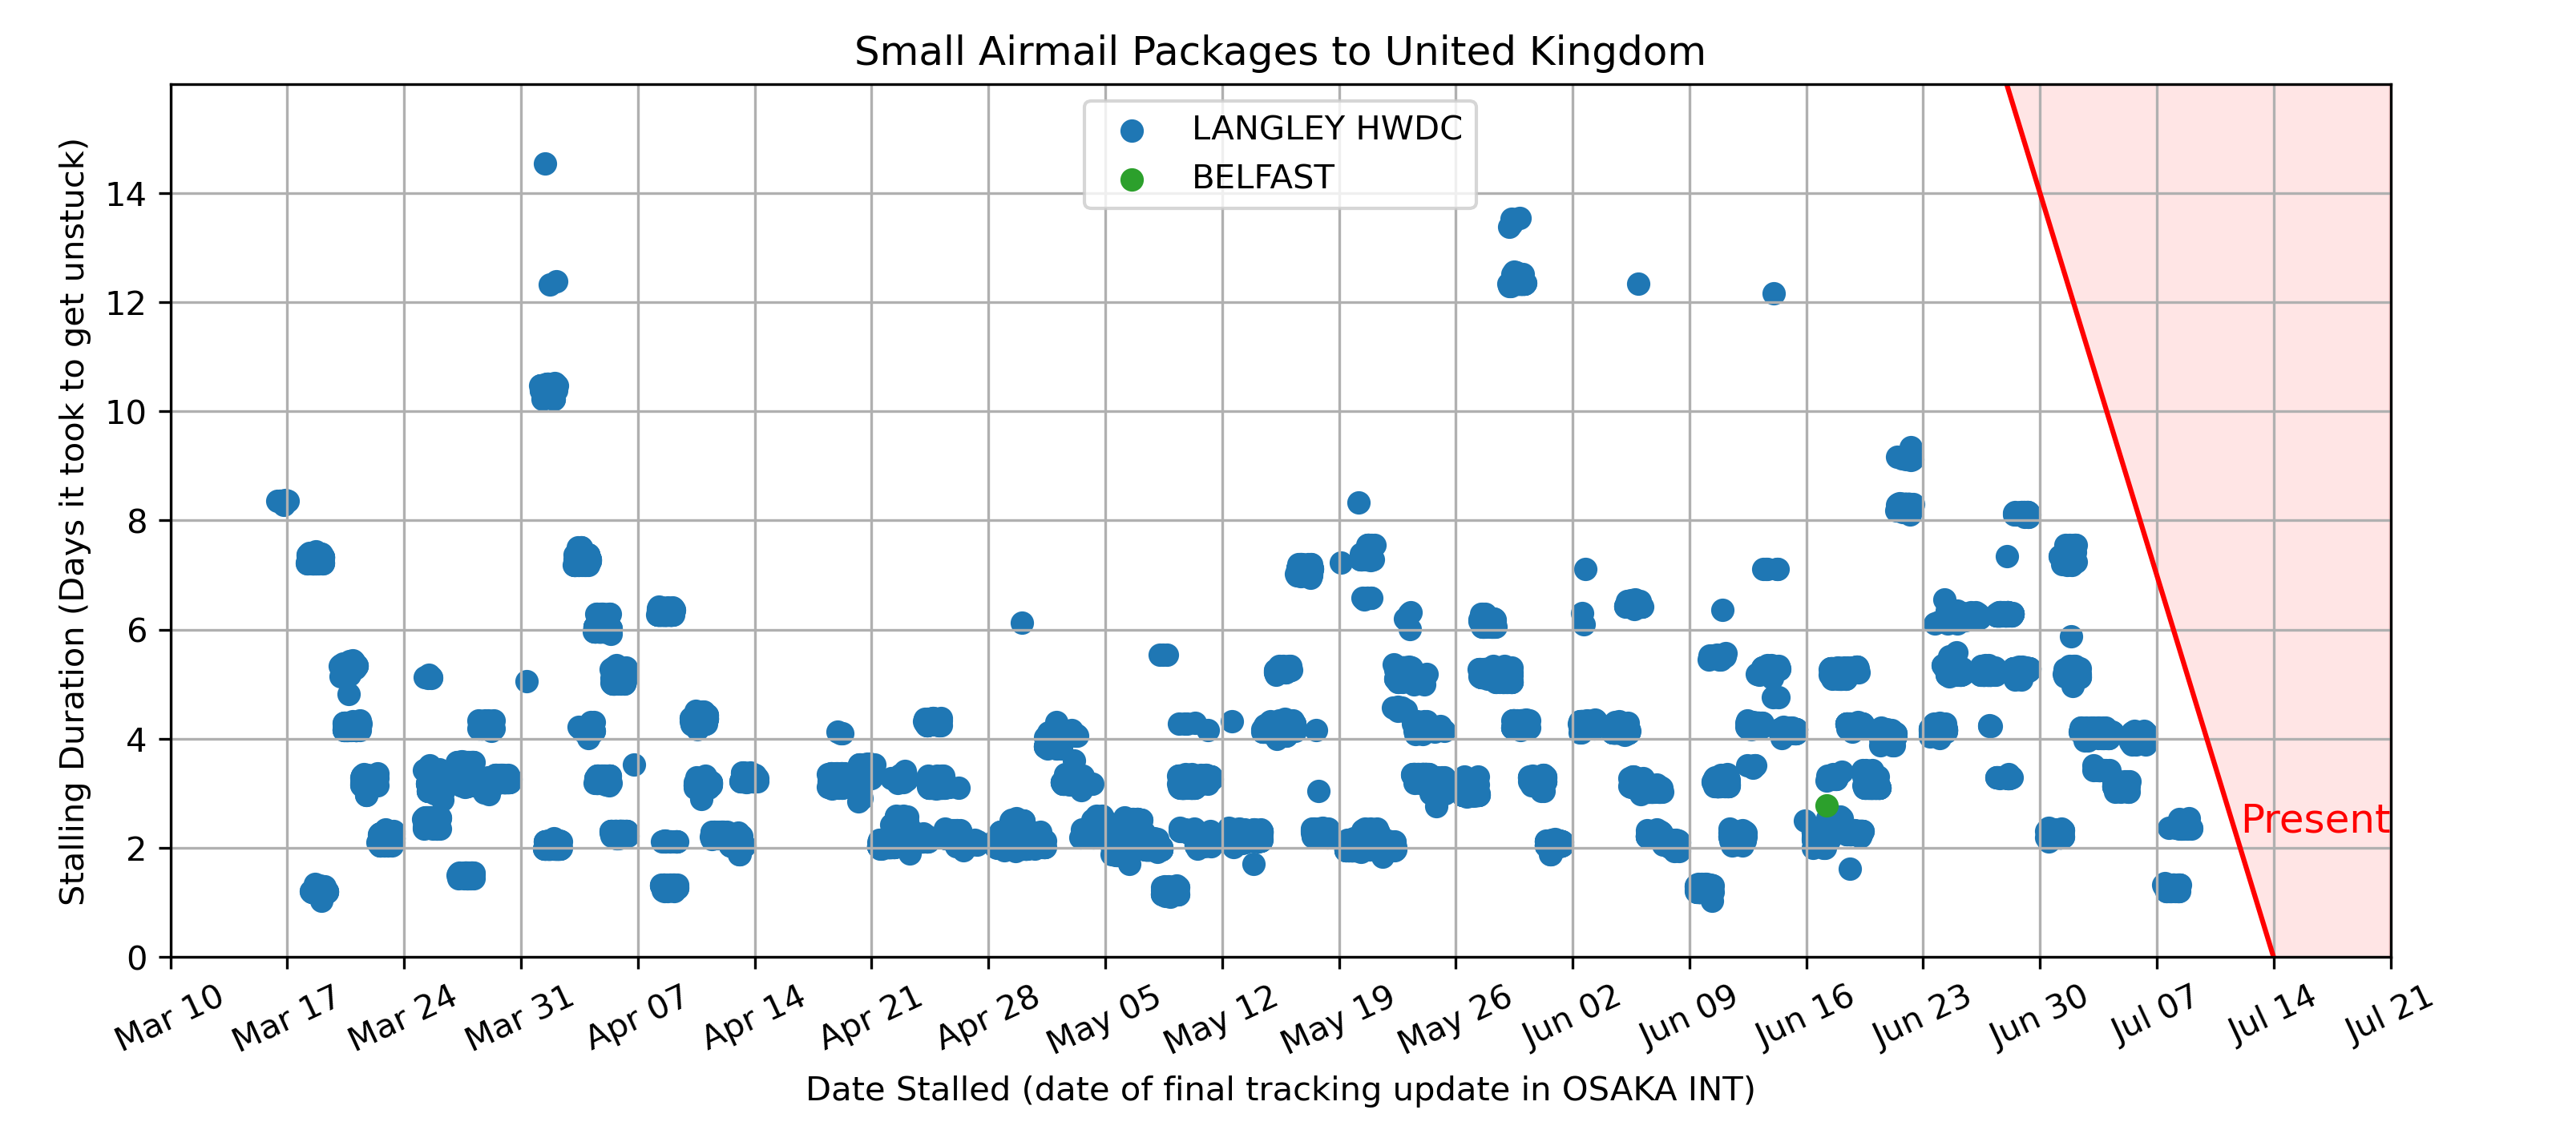 Small Airmail Packages to United Kingdom
LANGLEY HWDC
BELFAST
Stalling Duration (Days it took to get unstuck)
14
12
10
8
6
4
2
0
Present
Mar 10
Mar 17
Mar 24
Mar 31
Apr 07
Apr 14
Apr 21
Apr 28
May 05
May 12
May 19
May 26
Jun 02
Jun 09
Jun 16
Jun 23
Jun 30
Jul 07
Jul 14
Jul 21
Date Stalled (date of final tracking update in OSAKA INT)